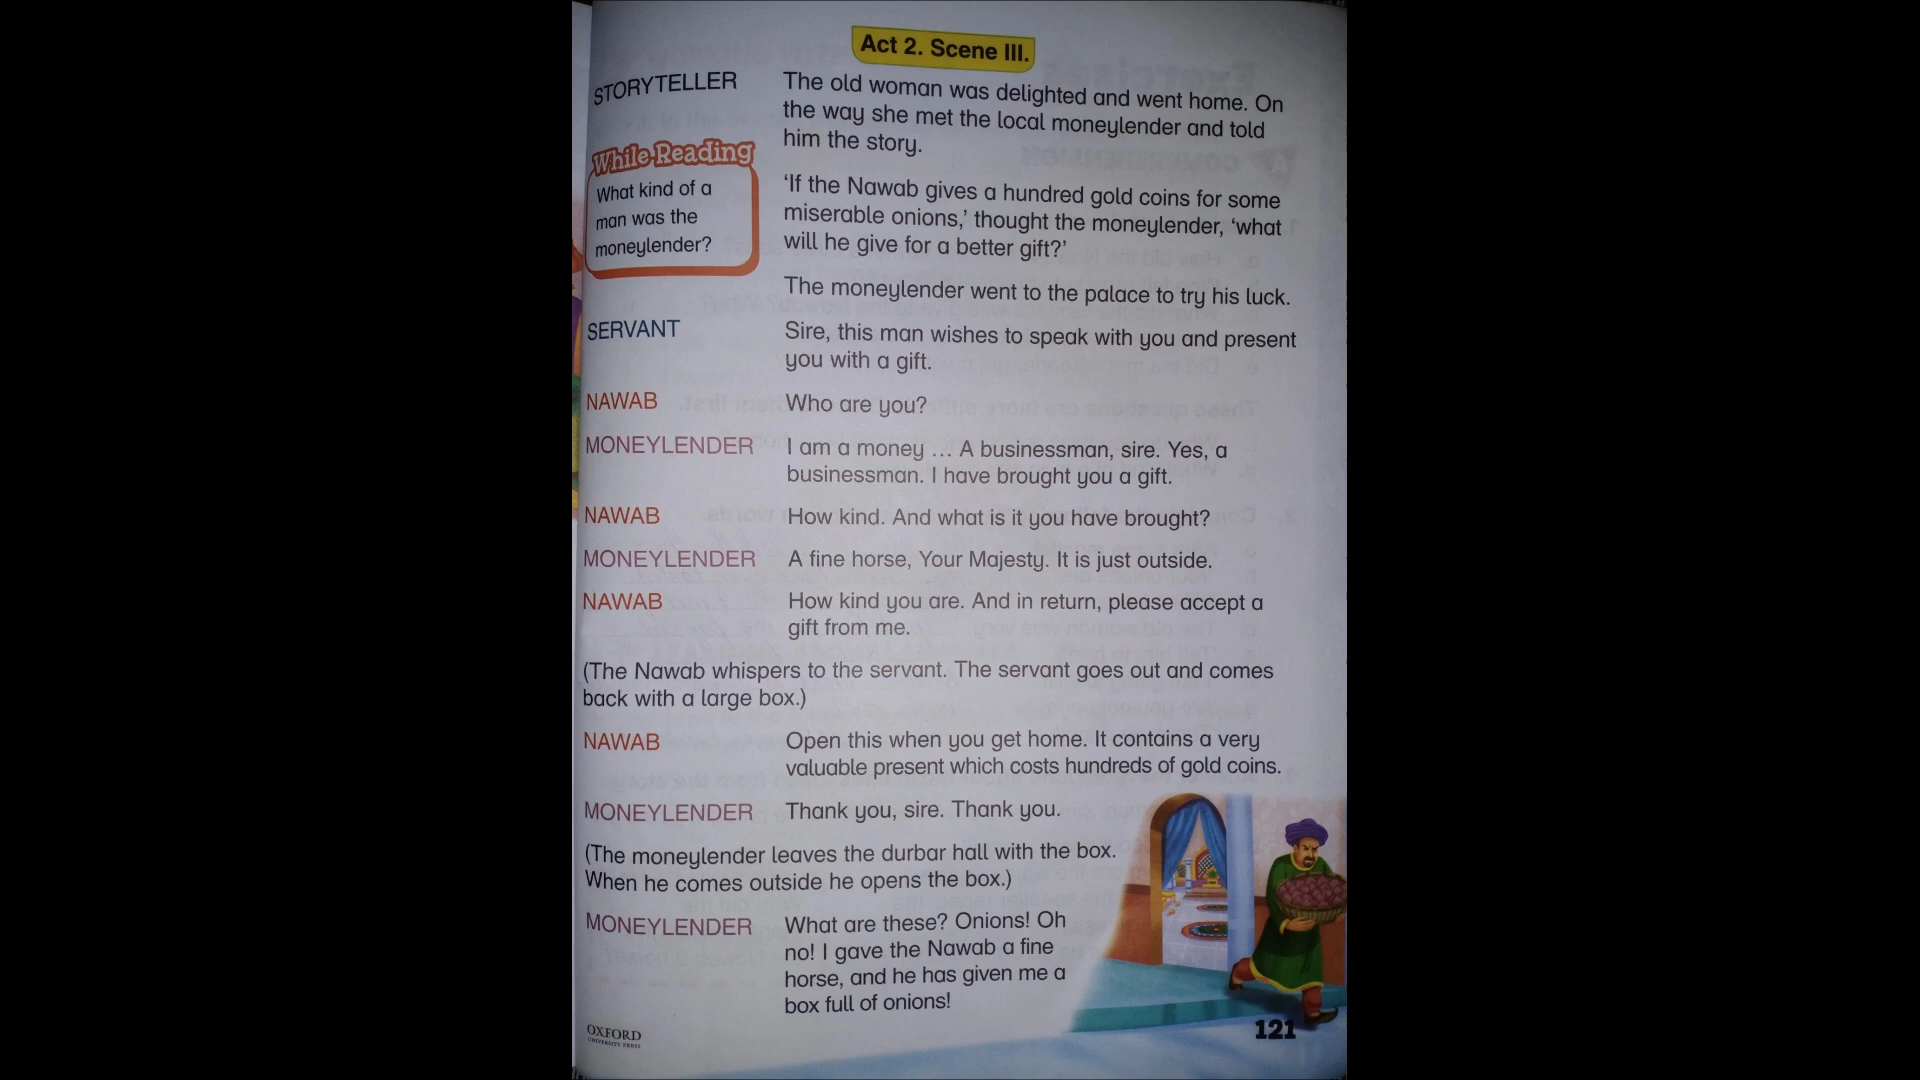 Act 2. Scene III.
STORYTELLER The old woman was delighted and went home. On
the way she met the local moneylender and told
him the story.
While Reading
What kind of a
man was the
moneylender?
‘If the Nawab gives a hundred gold coins for some
miserable onions,’ thought the moneylender, ‘what
will he give for a better gift?’
The moneylender went to the palace to try his luck.
SERVANT Sire, this man wishes to speak with you and present
you with a gift.
NAWAB Who are you?
MONEYLENDER I am a money ... A businessman, sire. Yes, a
businessman. I have brought you a gift.
NAWAB How kind. And what is it you have brought?
MONEYLENDER A fine horse, Your Majesty. It is just outside.
NAWAB How kind you are. And in return, please accept a
gift from me.
(The Nawab whispers to the servant. The servant goes out and comes
back with a large box.)
NAWAB Open this when you get home. It contains a very
valuable present which costs hundreds of gold coins.
MONEYLENDER Thank you, sire. Thank you.
(The moneylender leaves the durbar hall with the box.
When he comes outside he opens the box.)
MONEYLENDER What are these? Onions! Oh
no! I gave the Nawab a fine
horse, and he has given me a
box full of onions!
OXFORD
UNIVERSITY PRESS
121